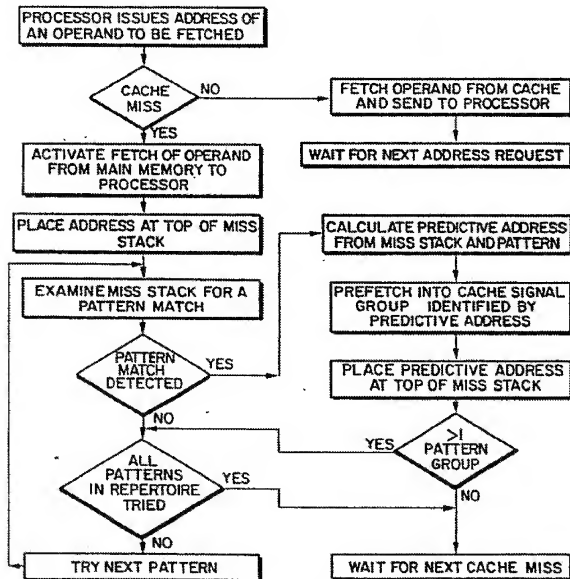 PROCESSOR ISSUES ADDRESS OF
AN OPERAND TO BE FETCHED
CACHE
MISS
NO
YES
FETCH OPERAND FROM CACHE
AND SEND TO PROCESSOR
WAIT FOR NEXT ADDRESS REQUEST
ACTIVATE FETCH OF OPERAND
FROM MAIN MEMORY TO
PROCESSOR
PLACE ADDRESS AT TOP OF MISS
STACK
EXAMINE MISS STACK FOR A
PATTERN MATCH
PATTERN
MATCH
DETECTED
YES
NO
CALCULATE PREDICTIVE ADDRESS
FROM MISS STACK AND PATTERN
PREFETCH INTO CACHE SIGNAL
GROUP IDENTIFIED BY
PREDICTIVE ADDRESS
PLACE PREDICTIVE ADDRESS
AT TOP OF MISS STACK
>1
PATTERN
GROUP
YES
NO
ALL
PATTERNS
IN REPERTOIRE
TRIED
YES
NO
TRY NEXT PATTERN
WAIT FOR NEXT CACHE MISS